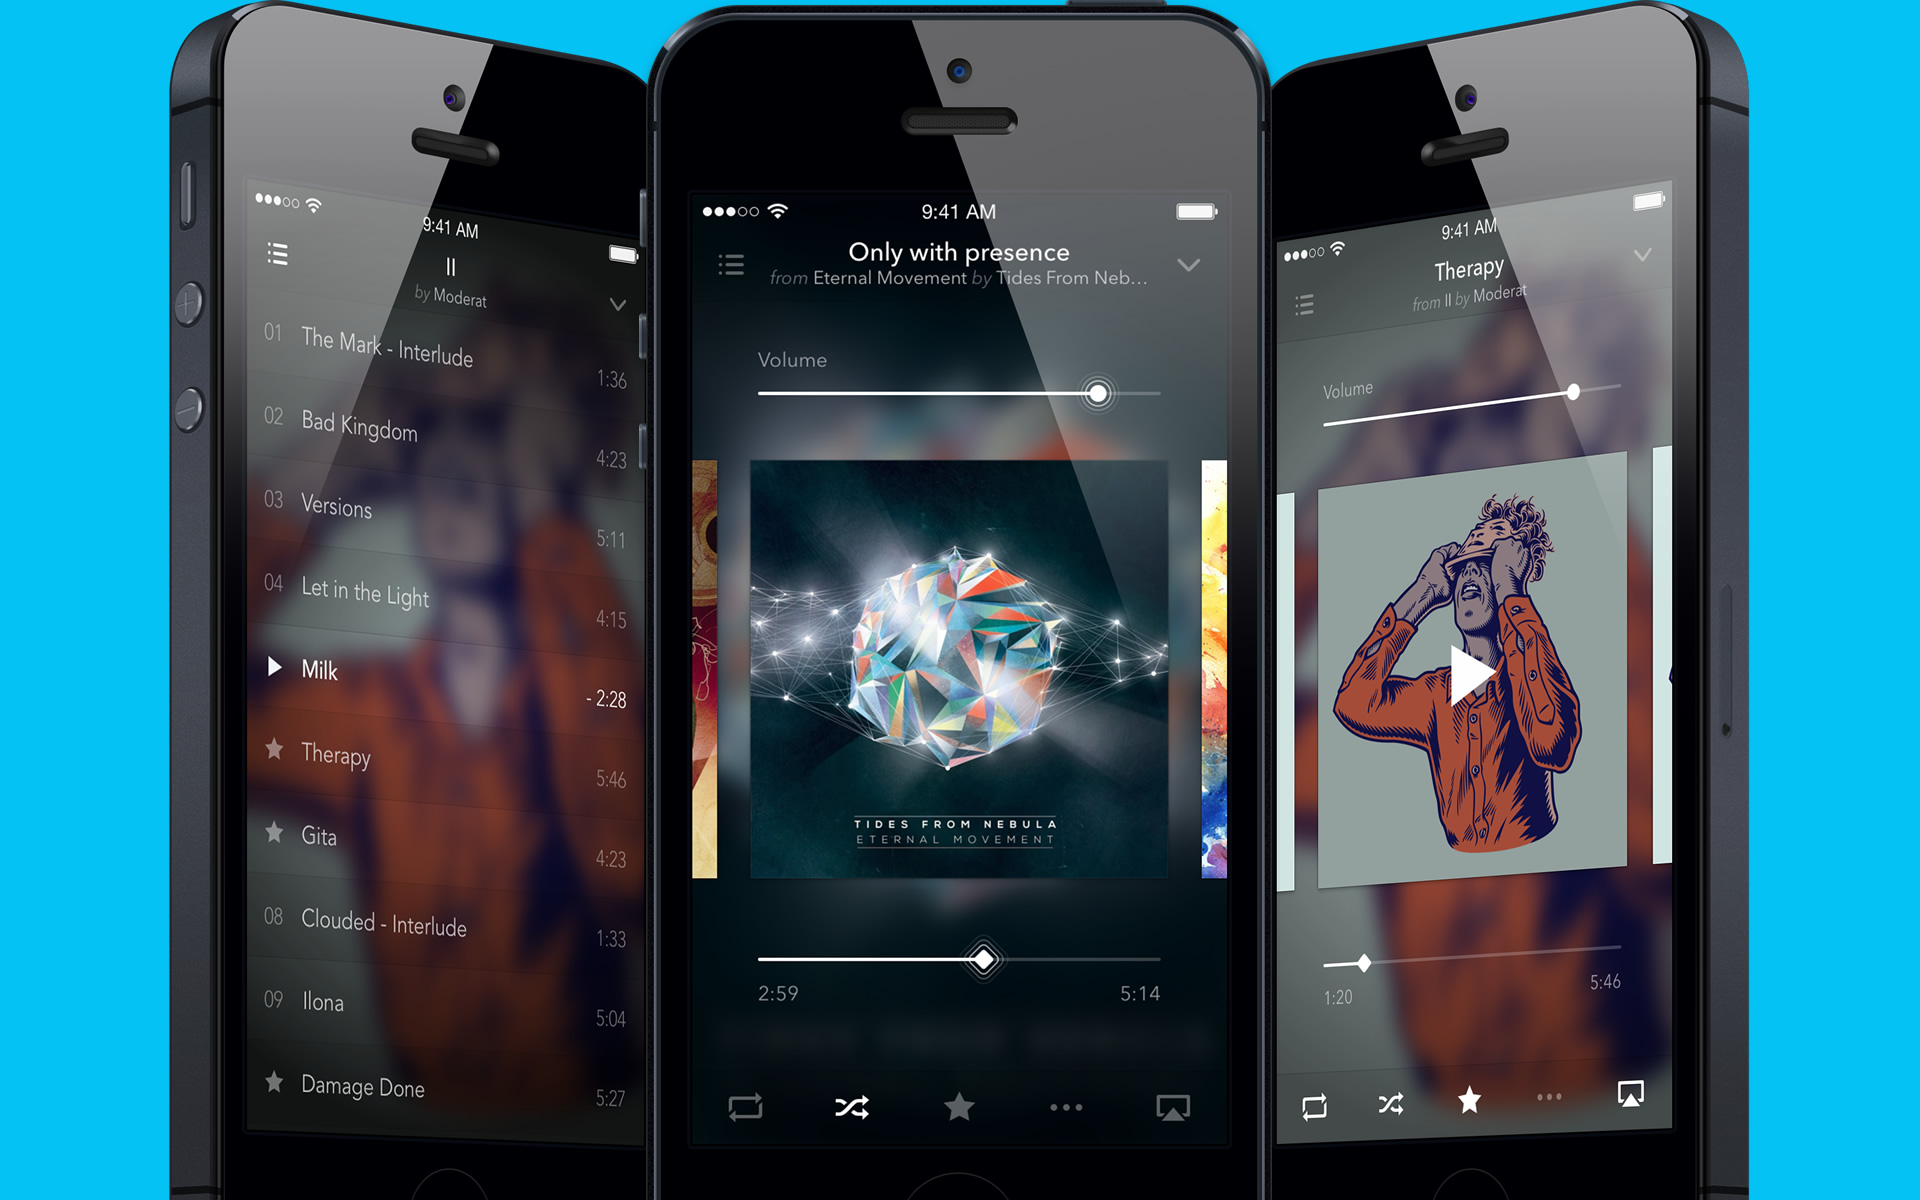 9:41 AM
II
by Moderat
01 The Mark - Interlude 1:36
02 Bad Kingdom 4:23
03 Versions 5:11
04 Let in the Light 4:15
Milk - 2:28
Therapy 5:46
Gita 4:23
08 Clouded - Interlude 1:33
09 Ilona 5:04
Damage Done 5:27
9:41 AM
Only with presence
from Eternal Movement by Tides From Neb...
Volume
TIDES FROM NEBULA
ETERNAL MOVEMENT
2:59 5:14
9:41 AM
Therapy
from II by Moderat
Volume
1:20 5:46